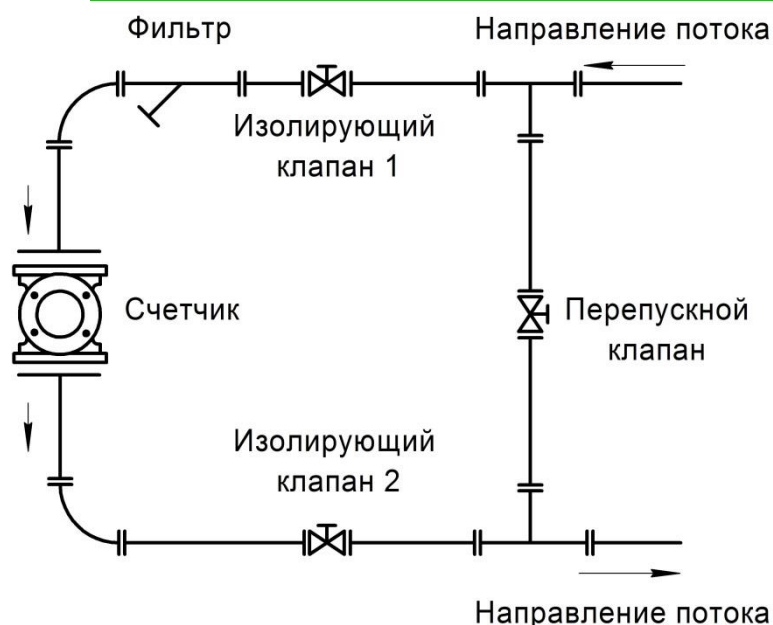 Фильтр
Направление потока
Изолирующий
клапан 1
Счетчик
Перепускной
клапан
Изолирующий
клапан 2
Направление потока